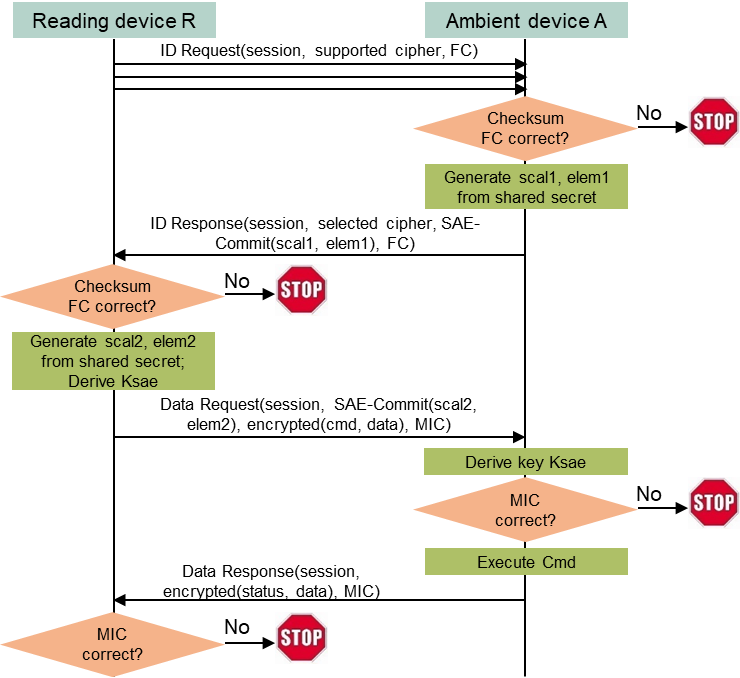 Reading device R
Ambient device A
ID Request(session, supported cipher, FC)
Checksum
FC correct?
No
STOP
Generate scal1, elem1
from shared secret
ID Response(session, selected cipher, SAE-
Commit(scal1, elem1), FC)
Checksum
FC correct?
No
STOP
Generate scal2, elem2
from shared secret;
Derive Ksae
Data Request(session, SAE-Commit(scal2,
elem2), encrypted(cmd, data), MIC)
Derive key Ksae
MIC
correct?
No
STOP
Execute Cmd
Data Response(session,
encrypted(status, data), MIC)
MIC
correct?
No
STOP